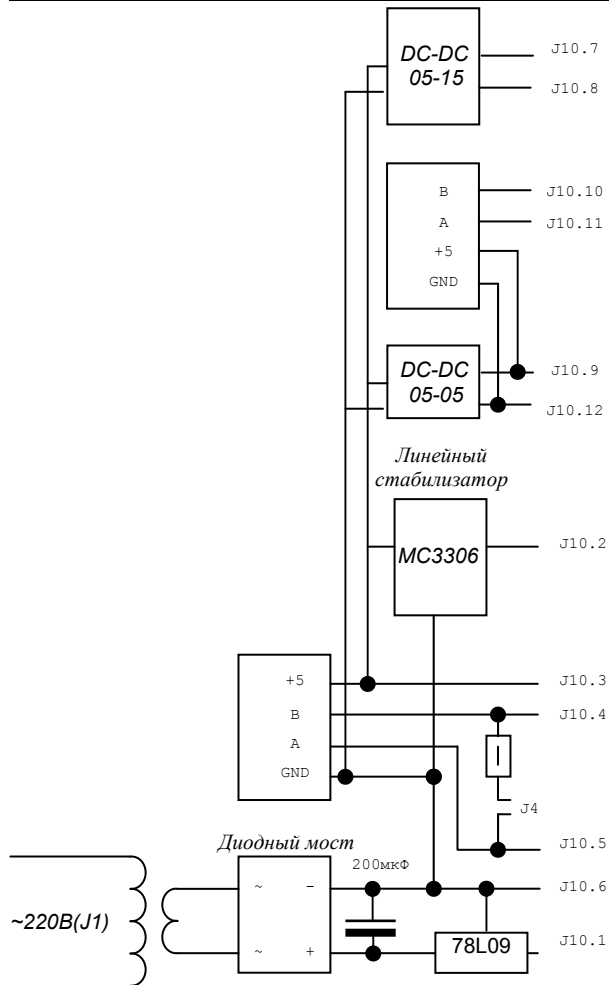 DC-DC
05-15
J10.7
J10.8
B
A
+5
GND
J10.10
J10.11
DC-DC
05-05
J10.9
J10.12
Линейный
стабилизатор
MC3306
J10.2
+5
B
A
GND
J10.3
J10.4
J4
J10.5
Диодный мост
200мкФ
~220В(J1)
~
-
~
+
J10.6
78L09
J10.1